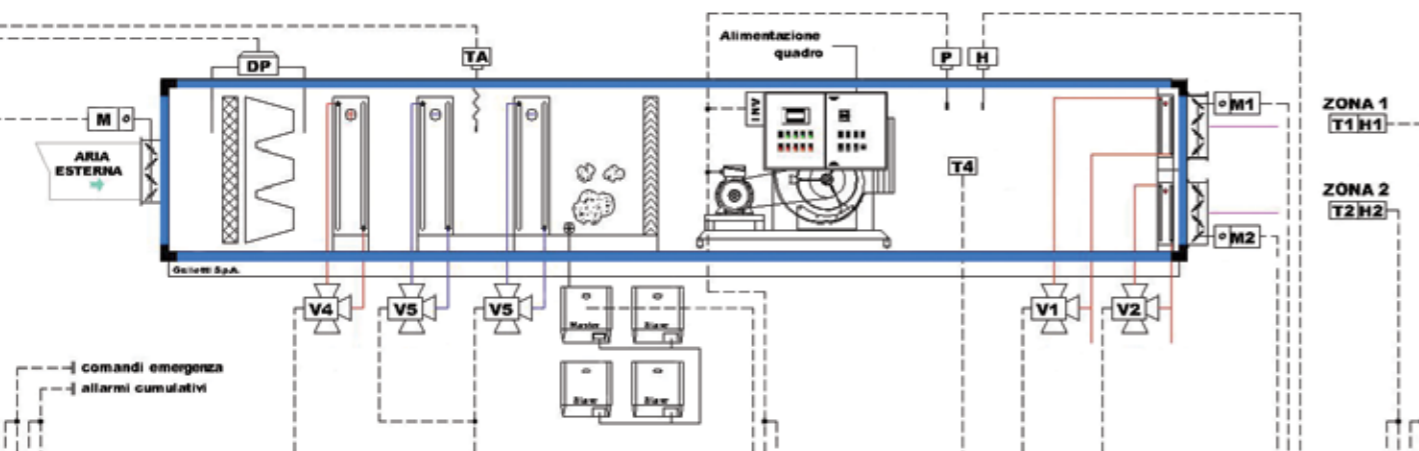 Alimentazione
quadro
DP
TA
P
H
M
INV
M1
ZONA 1
T1 H1
ARIA
ESTERNA
T4
ZONA 2
T2 H2
M2
Galletti S.p.A.
V4
V5
V5
Master
Slave
V1
V2
Slave
Slave
comandi emergenza
allarmi cumulativi